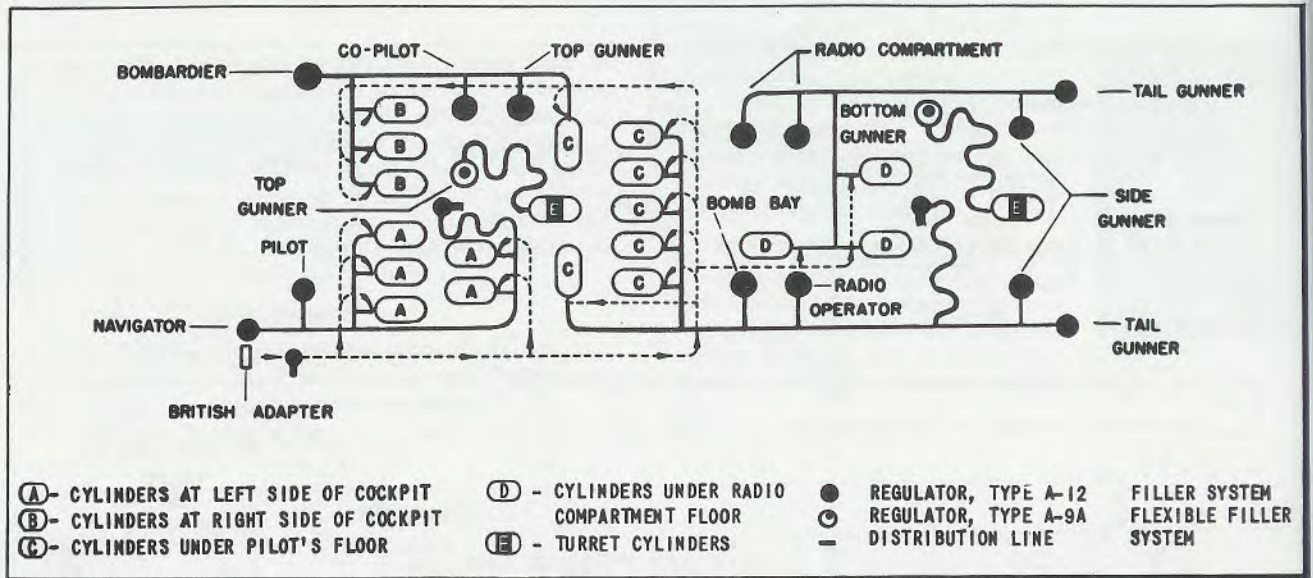 CO-PILOT
TOP GUNNER
RADIO COMPARTMENT
BOMBARDIER
TAIL GUNNER
BOTTOM
GUNNER
B
B
B
C
C
C
C
C
C
C
TOP
GUNNER
E
D
BOMB BAY
SIDE
GUNNER
E
PILOT
A
A
A
A
A
D
D
RADIO
OPERATOR
NAVIGATOR
TAIL
GUNNER
BRITISH ADAPTER
A - CYLINDERS AT LEFT SIDE OF COCKPIT
B - CYLINDERS AT RIGHT SIDE OF COCKPIT
C - CYLINDERS UNDER PILOT'S FLOOR
D - CYLINDERS UNDER RADIO
COMPARTMENT FLOOR
E - TURRET CYLINDERS
REGULATOR, TYPE A-12
REGULATOR, TYPE A-9A
DISTRIBUTION LINE
FILLER SYSTEM
FLEXIBLE FILLER
SYSTEM